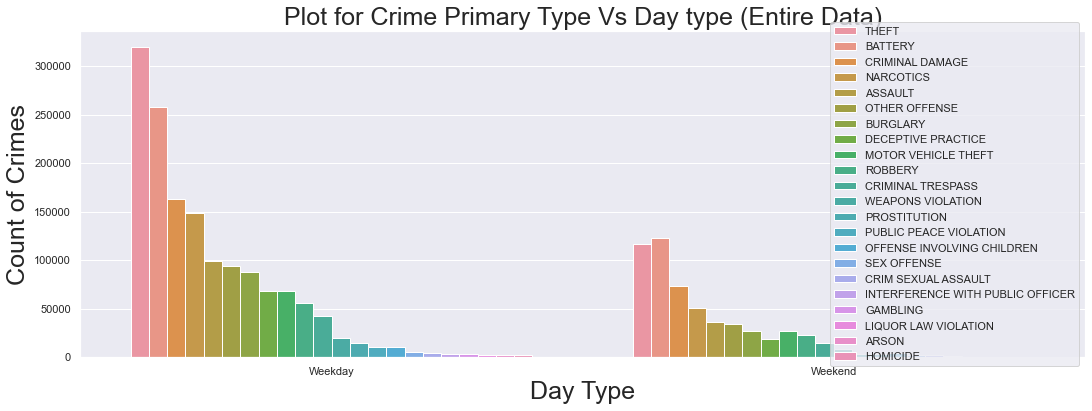 Plot for Crime Primary Type Vs Day type (Entire Data)
THEFT
BATTERY
CRIMINAL DAMAGE
NARCOTICS
ASSAULT
OTHER OFFENSE
BURGLARY
DECEPTIVE PRACTICE
MOTOR VEHICLE THEFT
ROBBERY
CRIMINAL TRESPASS
WEAPONS VIOLATION
PROSTITUTION
PUBLIC PEACE VIOLATION
OFFENSE INVOLVING CHILDREN
SEX OFFENSE
CRIM SEXUAL ASSAULT
INTERFERENCE WITH PUBLIC OFFICER
GAMBLING
LIQUOR LAW VIOLATION
ARSON
HOMICIDE
Count of Crimes
300000
250000
200000
150000
100000
50000
0
Weekday
Weekend
Day Type